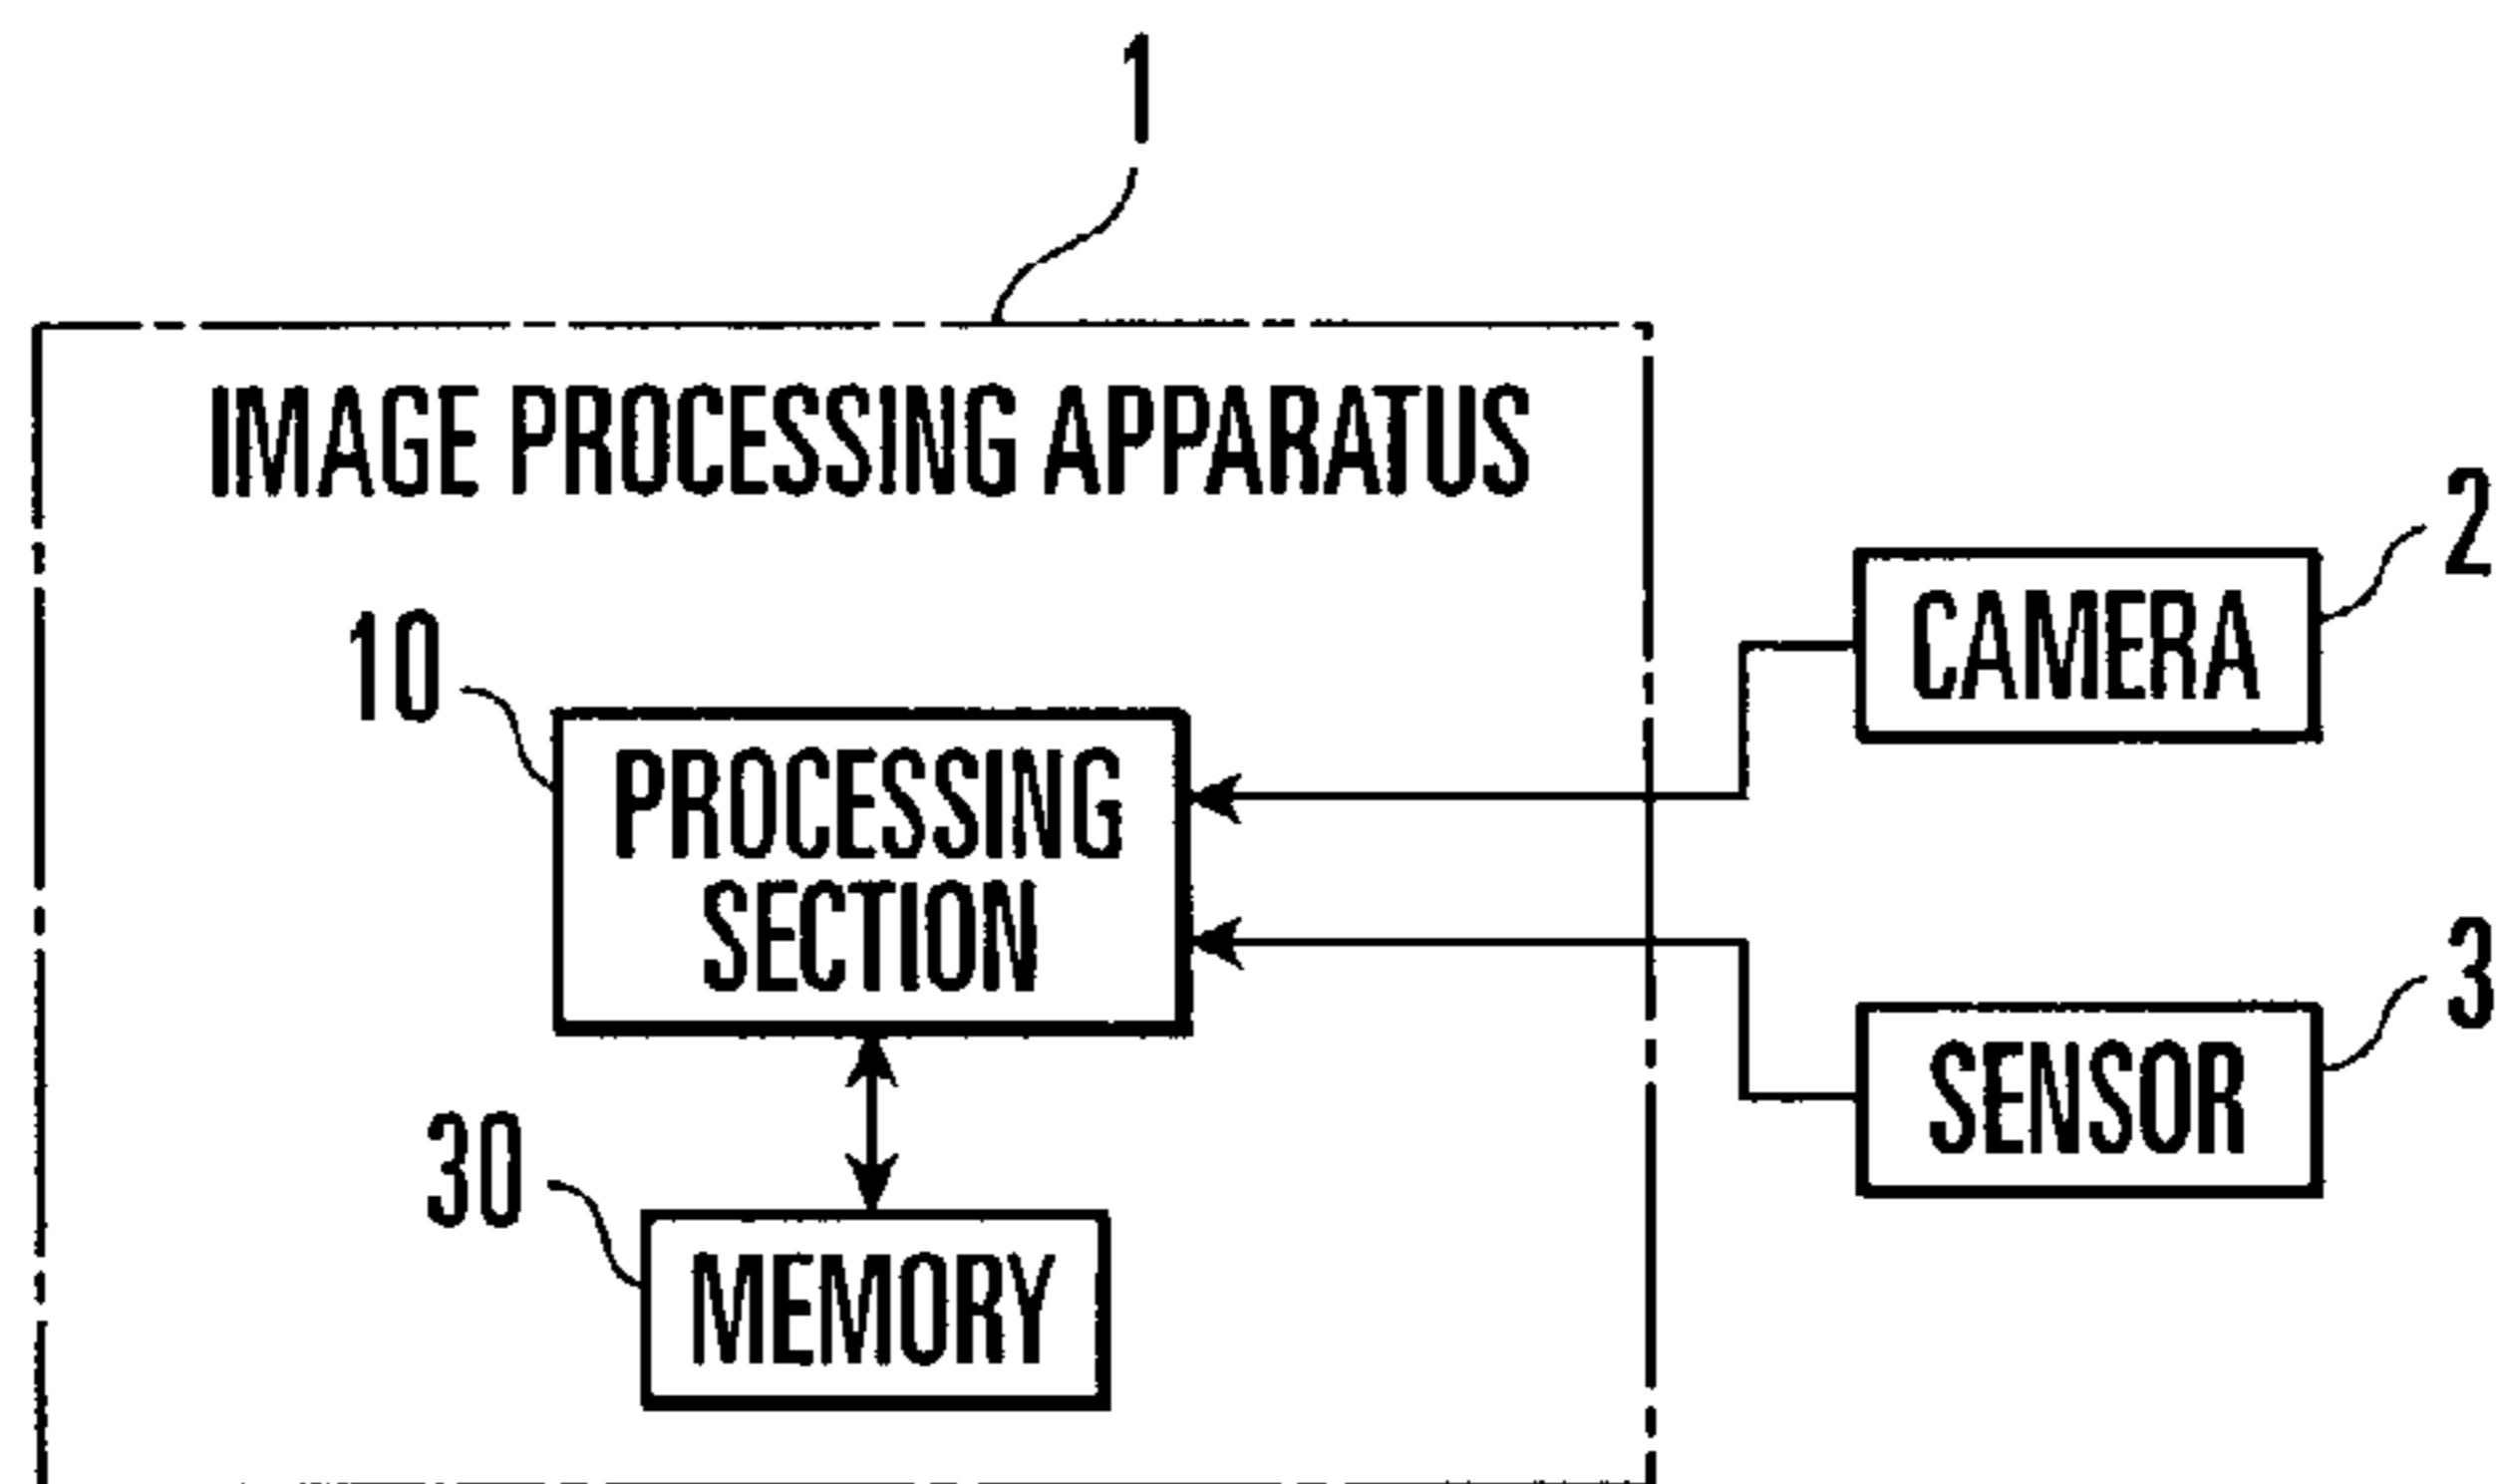 1
IMAGE PROCESSING APPARATUS
2
CAMERA
10
PROCESSING
SECTION
3
SENSOR
30
MEMORY